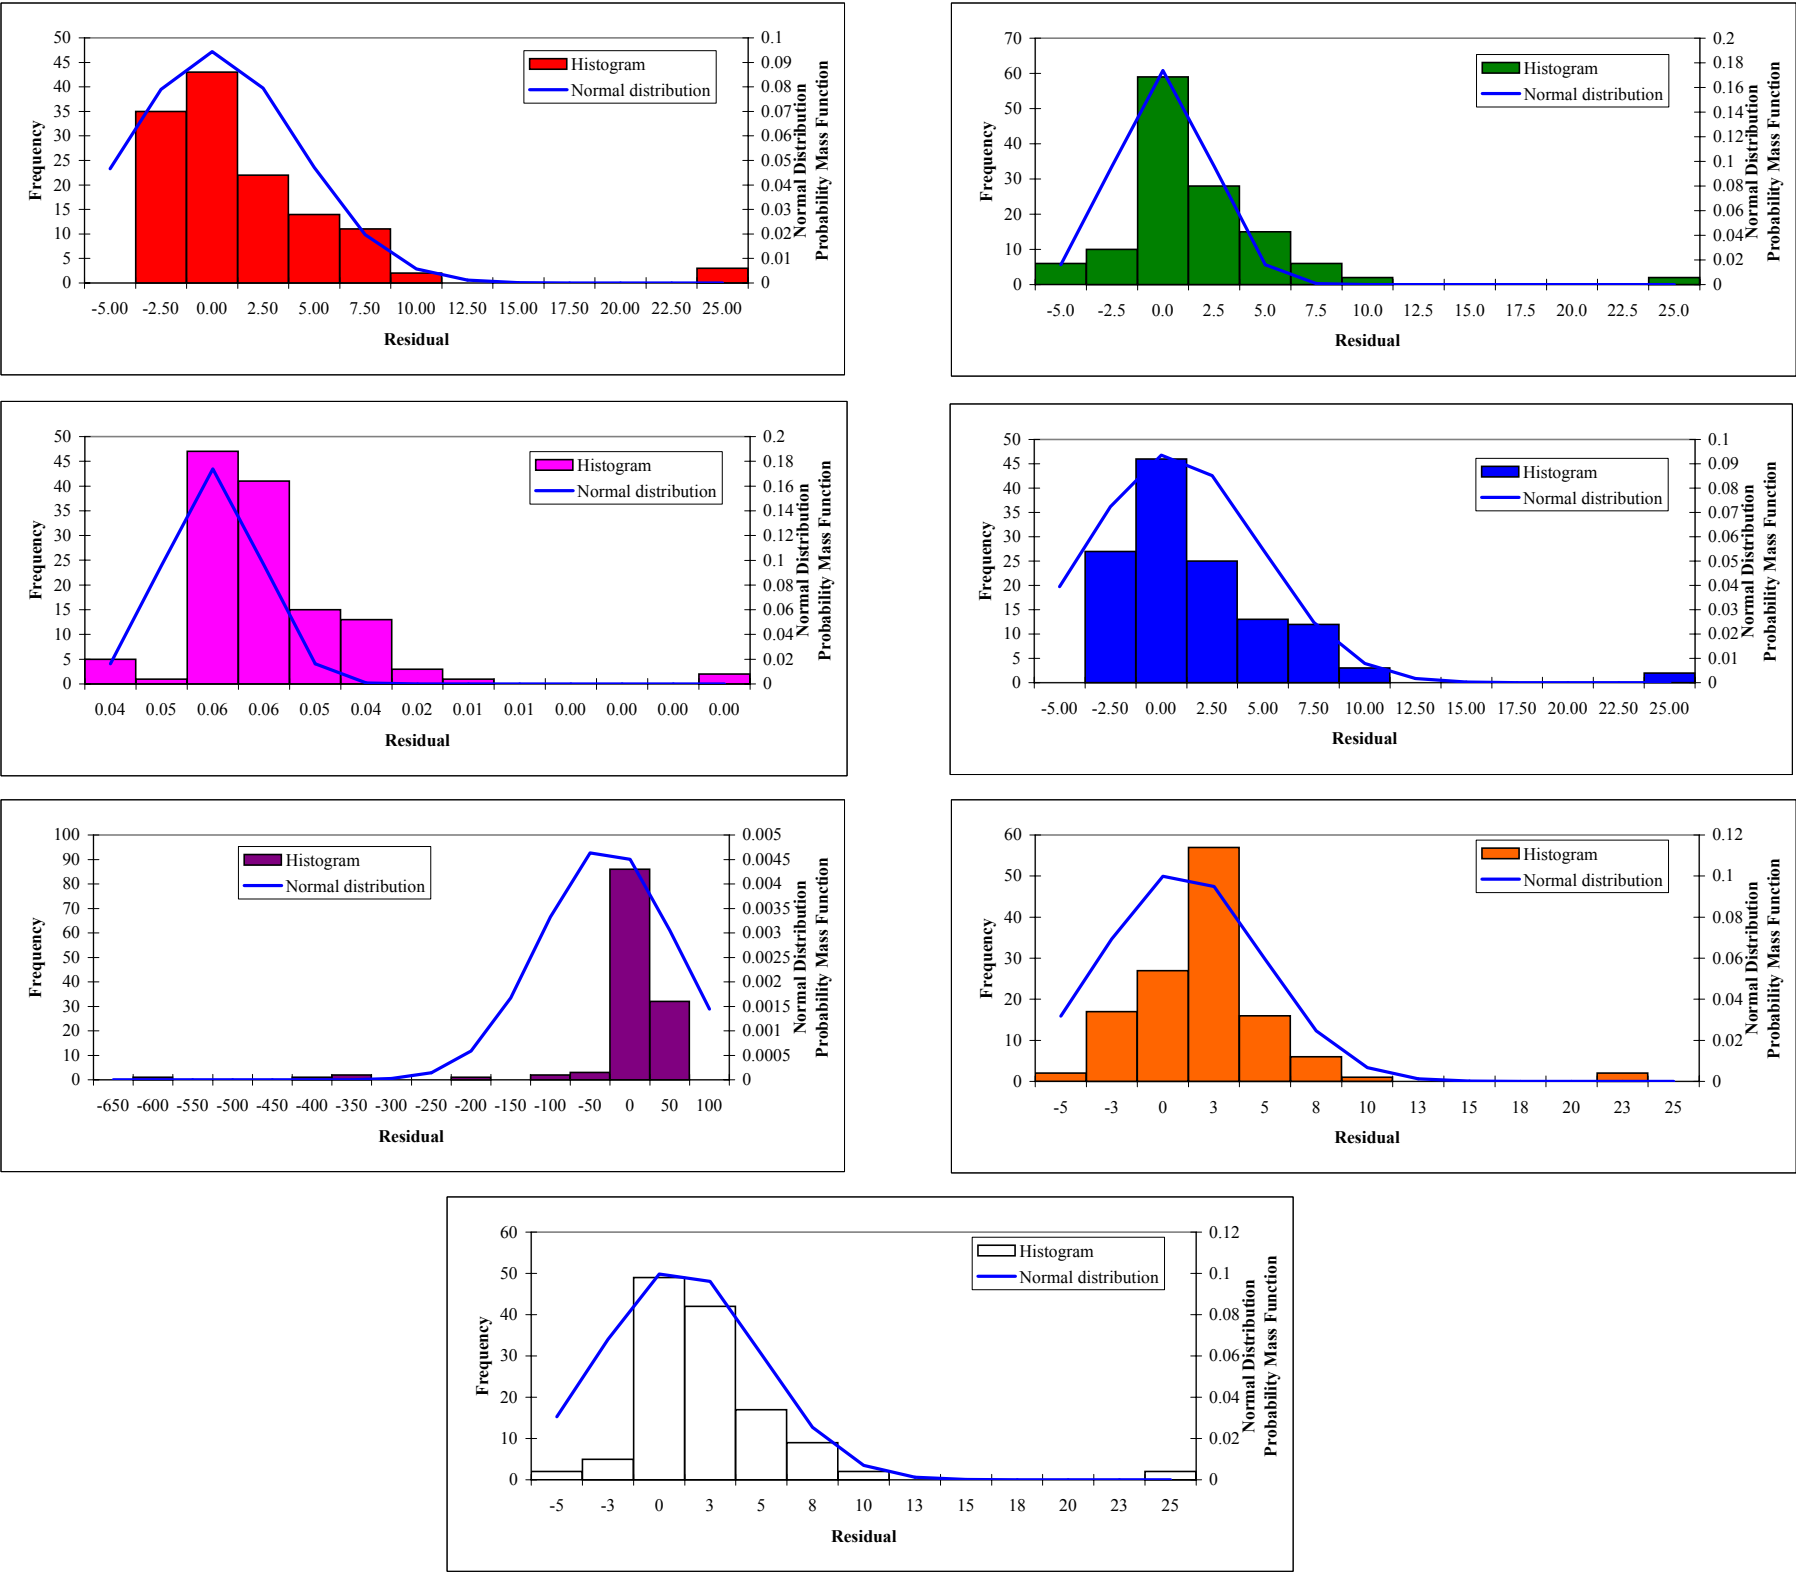 50
45
40
35
30
25
20
15
10
5
0
Frequency
0.1
0.09
0.08
0.07
0.06
0.05
0.04
0.03
0.02
0.01
0
Normal Distribution
Probability Mass Function
Histogram
Normal distribution
-5.00 -2.50 0.00 2.50 5.00 7.50 10.00 12.50 15.00 17.50 20.00 22.50 25.00
Residual
70
60
50
40
30
20
10
0
Frequency
0.2
0.18
0.16
0.14
0.12
0.1
0.08
0.06
0.04
0.02
0
Normal Distribution
Probability Mass Function
Histogram
Normal distribution
-5.0 -2.5 0.0 2.5 5.0 7.5 10.0 12.5 15.0 17.5 20.0 22.5 25.0
Residual
50
45
40
35
30
25
20
15
10
5
0
Frequency
0.2
0.18
0.16
0.14
0.12
0.1
0.08
0.06
0.04
0.02
0
Normal Distribution
Probability Mass Function
Histogram
Normal distribution
0.04 0.05 0.06 0.06 0.05 0.04 0.02 0.01 0.01 0.00 0.00 0.00 0.00
Residual
50
45
40
35
30
25
20
15
10
5
0
Frequency
0.1
0.09
0.08
0.07
0.06
0.05
0.04
0.03
0.02
0.01
0
Normal Distribution
Probability Mass Function
Histogram
Normal distribution
-5.00 -2.50 0.00 2.50 5.00 7.50 10.00 12.50 15.00 17.50 20.00 22.50 25.00
Residual
100
90
80
70
60
50
40
30
20
10
0
Frequency
0.005
0.0045
0.004
0.0035
0.003
0.0025
0.002
0.0015
0.001
0.0005
0
Normal Distribution
Probability Mass Function
Histogram
Normal distribution
-650 -600 -550 -500 -450 -400 -350 -300 -250 -200 -150 -100 -50 0 50 100
Residual
60
50
40
30
20
10
0
Frequency
0.12
0.1
0.08
0.06
0.04
0.02
0
Normal Distribution
Probability Mass Function
Histogram
Normal distribution
-5 -3 0 3 5 8 10 13 15 18 20 23 25
Residual
60
50
40
30
20
10
0
Frequency
0.12
0.1
0.08
0.06
0.04
0.02
0
Normal Distribution
Probability Mass Function
Histogram
Normal distribution
-5 -3 0 3 5 8 10 13 15 18 20 23 25
Residual